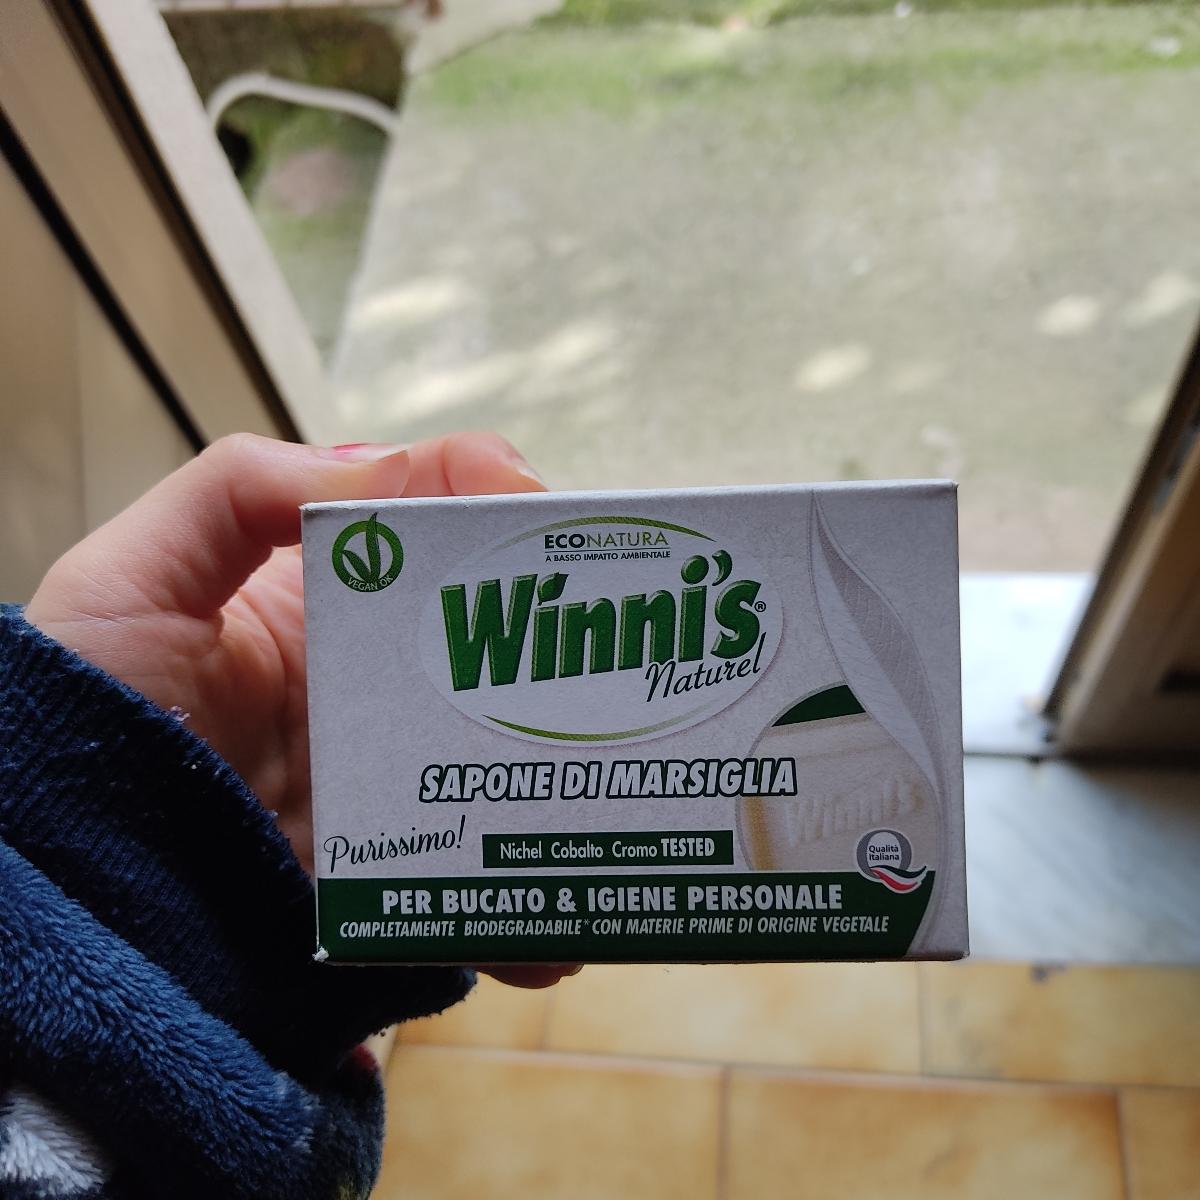 VEGAN OK
ECONATURA
A BASSO IMPATTO AMBIENTALE
Winni's®
Naturel
SAPONE DI MARSIGLIA
Winni's
Purissimo!
Nichel Cobalto Cromo TESTED
Qualità
Italiana
PER BUCATO & IGIENE PERSONALE
COMPLETAMENTE BIODEGRADABILE* CON MATERIE PRIME DI ORIGINE VEGETALE